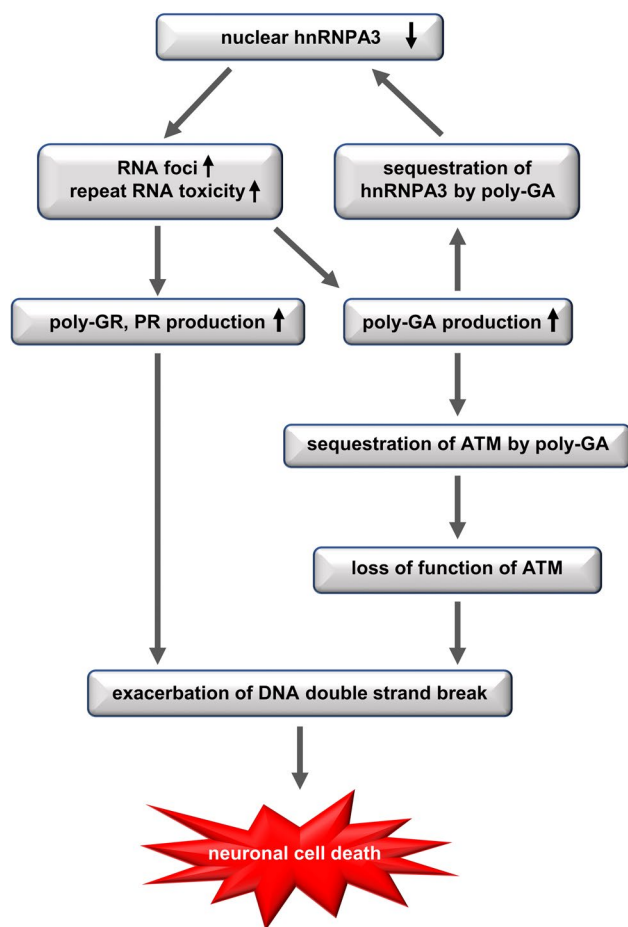 nuclear hnRNPA3 ↓
RNA foci ↑
repeat RNA toxicity ↑
sequestration of
hnRNPA3 by poly-GA
poly-GR, PR production ↑
poly-GA production ↑
sequestration of ATM by poly-GA
loss of function of ATM
exacerbation of DNA double strand break
neuronal cell death